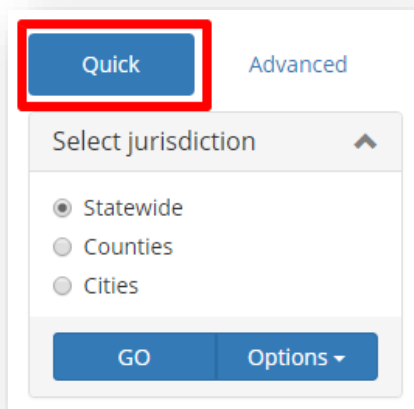 Quick Advanced
Select jurisdiction
Statewide
Counties
Cities
GO Options